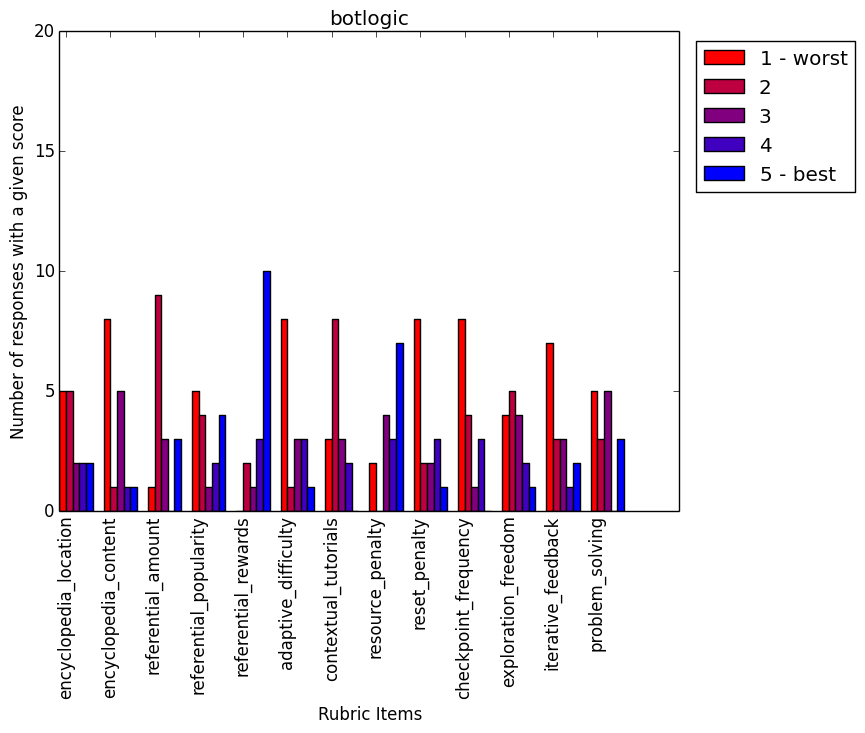 botlogic
20
15
10
5
0
Number of responses with a given score
1 - worst
2
3
4
5 - best
encyclopedia_location
encyclopedia_content
referential_amount
referential_popularity
referential_rewards
adaptive_difficulty
contextual_tutorials
resource_penalty
reset_penalty
checkpoint_frequency
exploration_freedom
iterative_feedback
problem_solving
Rubric Items